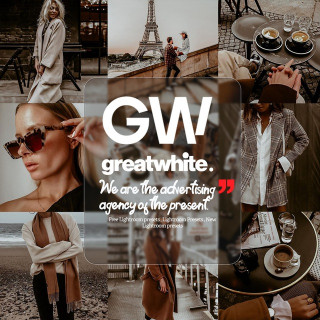 GW
greatwhite.
We are the advertising
agency of the present
Free Lightroom presets, Lightroom Presets, New
Lightroom presets